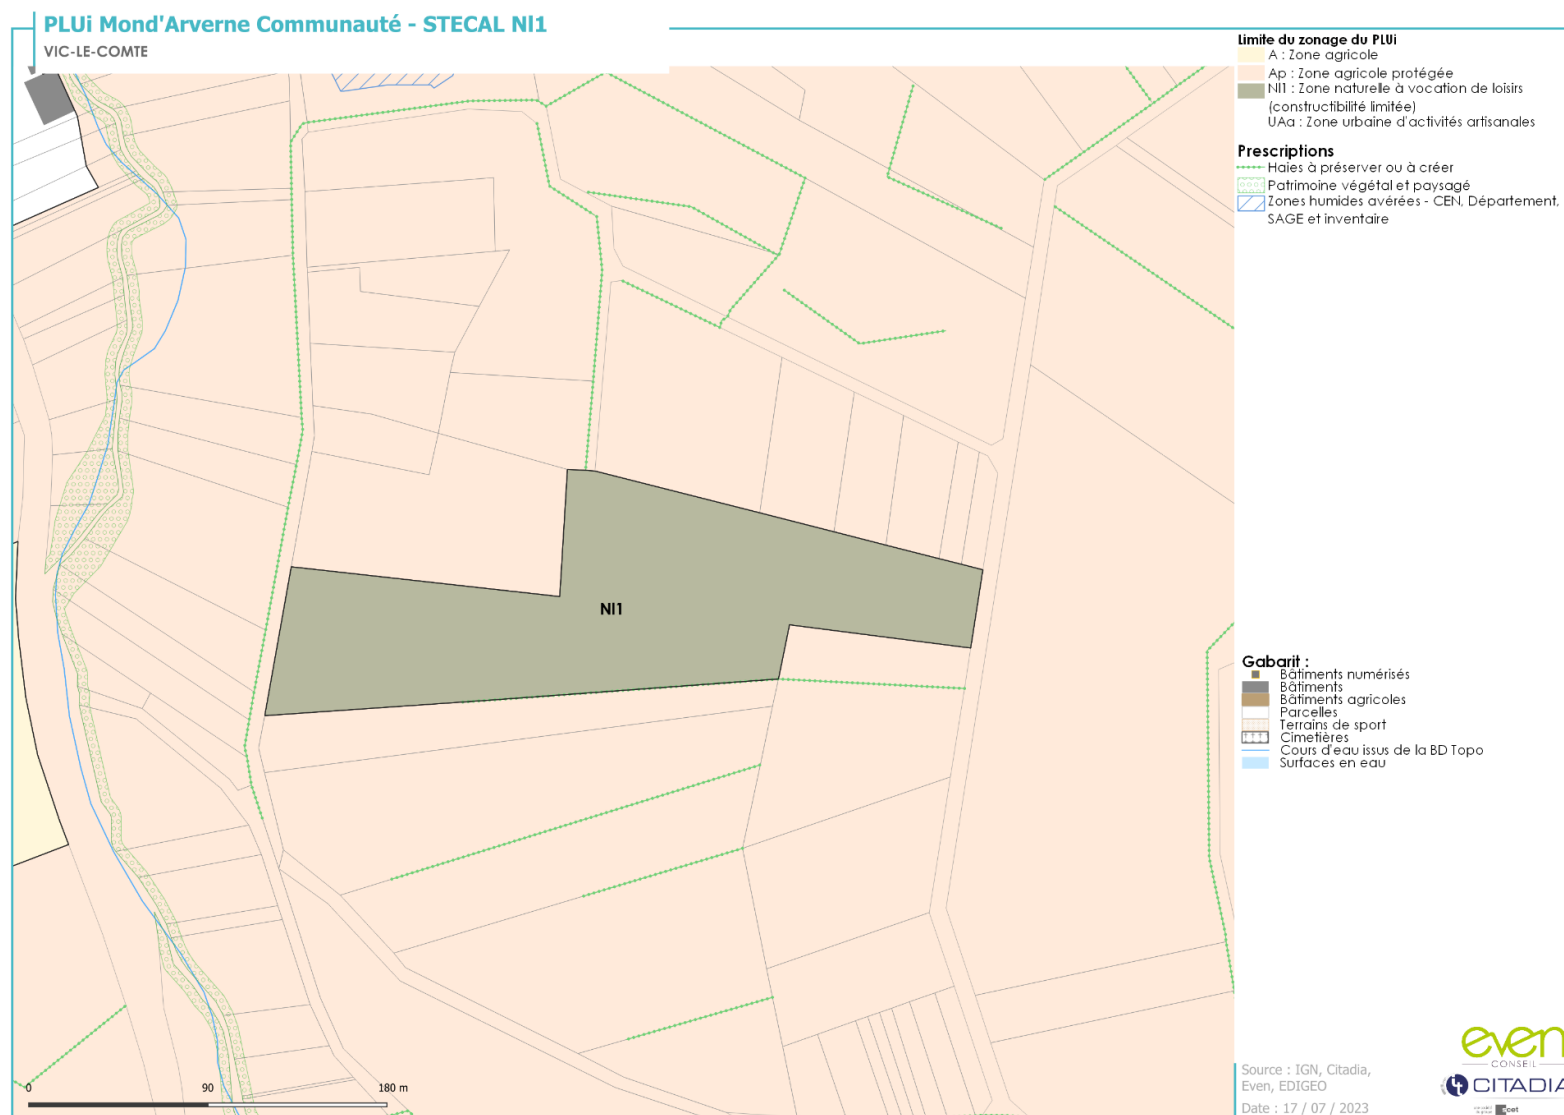 PLUi Mond'Arverne Communauté - STECAL Nl1
VIC-LE-COMTE
Limite du zonage du PLUi
A : Zone agricole
Ap : Zone agricole protégée
Nl1 : Zone naturelle à vocation de loisirs
(constructibilité limitée)
UAa : Zone urbaine d'activités artisanales
Prescriptions
Haies à préserver ou à créer
Patrimoine végétal et paysagé
Zones humides avérées - CEN, Département,
SAGE et inventaire
Nl1
Gabarit :
Bâtiments numérisés
Bâtiments
Bâtiments agricoles
Parcelles
Terrains de sport
Cimetières
Cours d'eau issus de la BD Topo
Surfaces en eau
0 90 180 m
Source : IGN, Citadia,
Even, EDIGEO
Date : 17 / 07 / 2023
even
CONSEIL
CITADIA